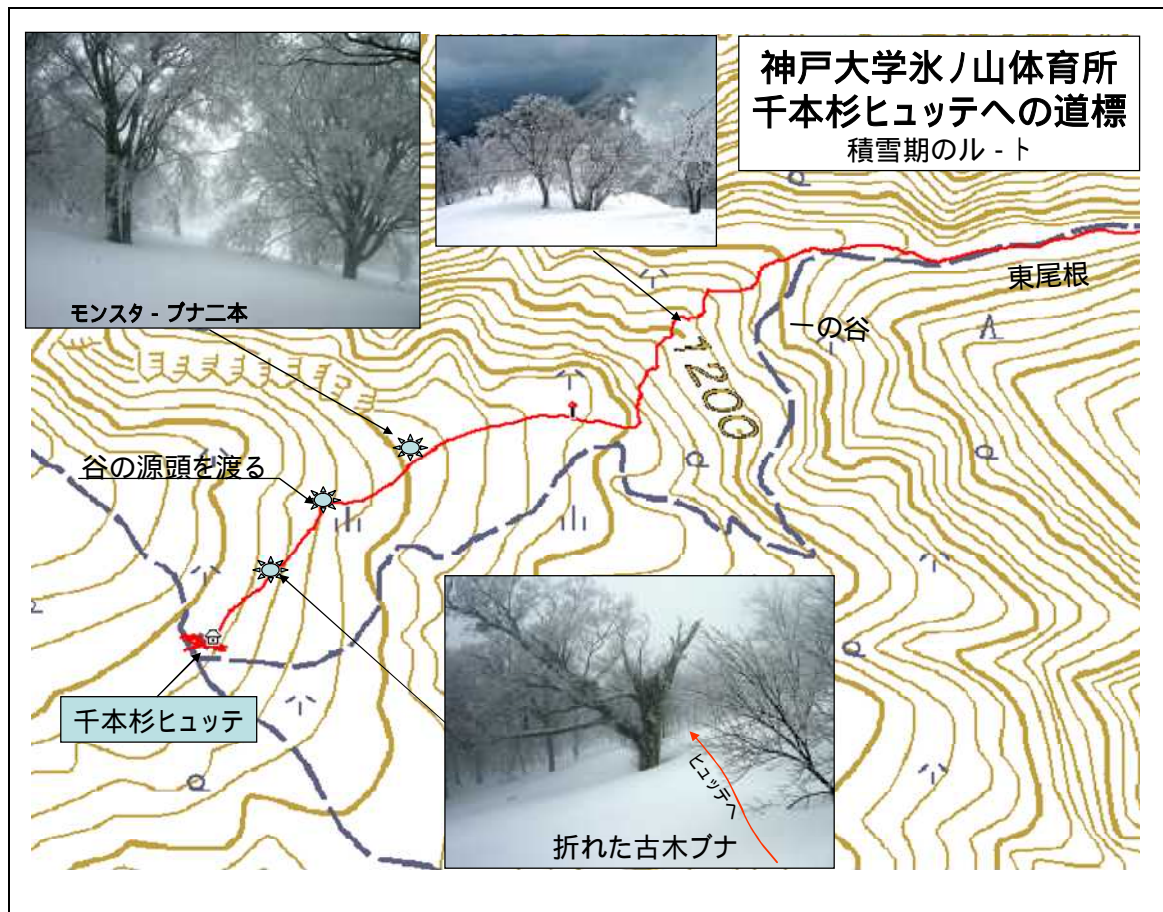 神戸大学氷ノ山体育所
千本杉ヒュッテへの道標
積雪期のル - ト
モンスタ - ブナ二本
東尾根
一の谷
1200
谷の源頭を渡る
千本杉ヒュッテ
ヒュッテへ
折れた古木ブナ